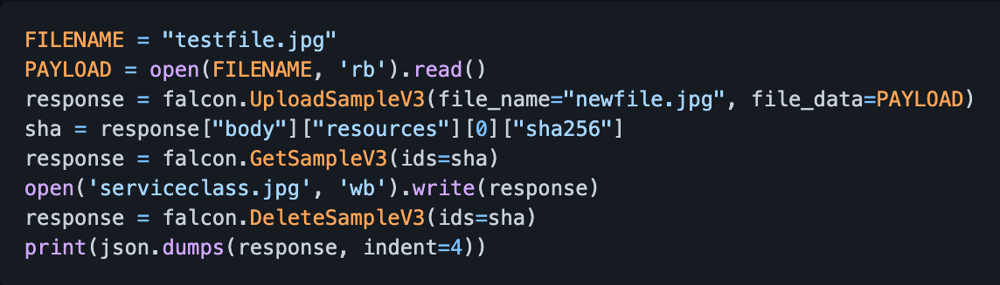 FILENAME = "testfile.jpg"
PAYLOAD = open(FILENAME, 'rb').read()
response = falcon.UploadSampleV3(file_name="newfile.jpg", file_data=PAYLOAD)
sha = response["body"]["resources"][0]["sha256"]
response = falcon.GetSampleV3(ids=sha)
open('serviceclass.jpg', 'wb').write(response)
response = falcon.DeleteSampleV3(ids=sha)
print(json.dumps(response, indent=4))